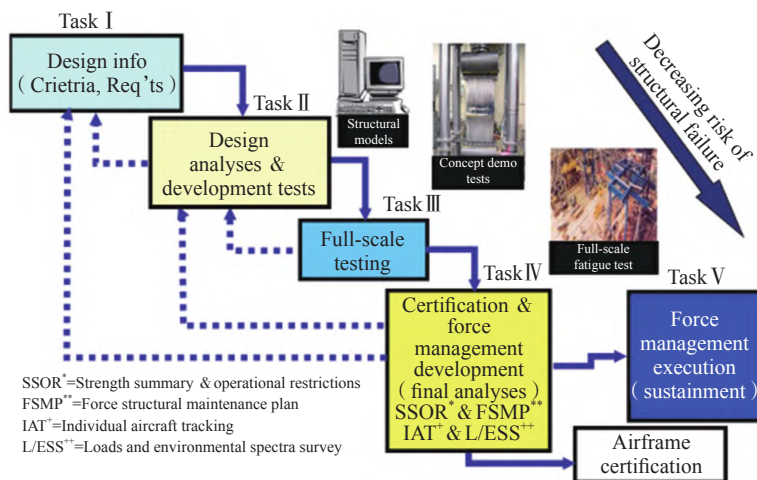 Task I
Design info
( Crietria, Req’ts )
Task II
Design
analyses &
development tests
Structural
models
Concept demo
tests
Decreasing risk of
structural failure
Task III
Full-scale
testing
Full-scale
fatigue test
Task IV
Certification &
force
management
development
( final analyses )
SSOR* & FSMP**
IAT+ & L/ESS++
Task V
Force
management
execution
( sustainment )
Airframe
certification
SSOR*=Strength summary & operational restrictions
FSMP**=Force structural maintenance plan
IAT+=Individual aircraft tracking
L/ESS++=Loads and environmental spectra survey